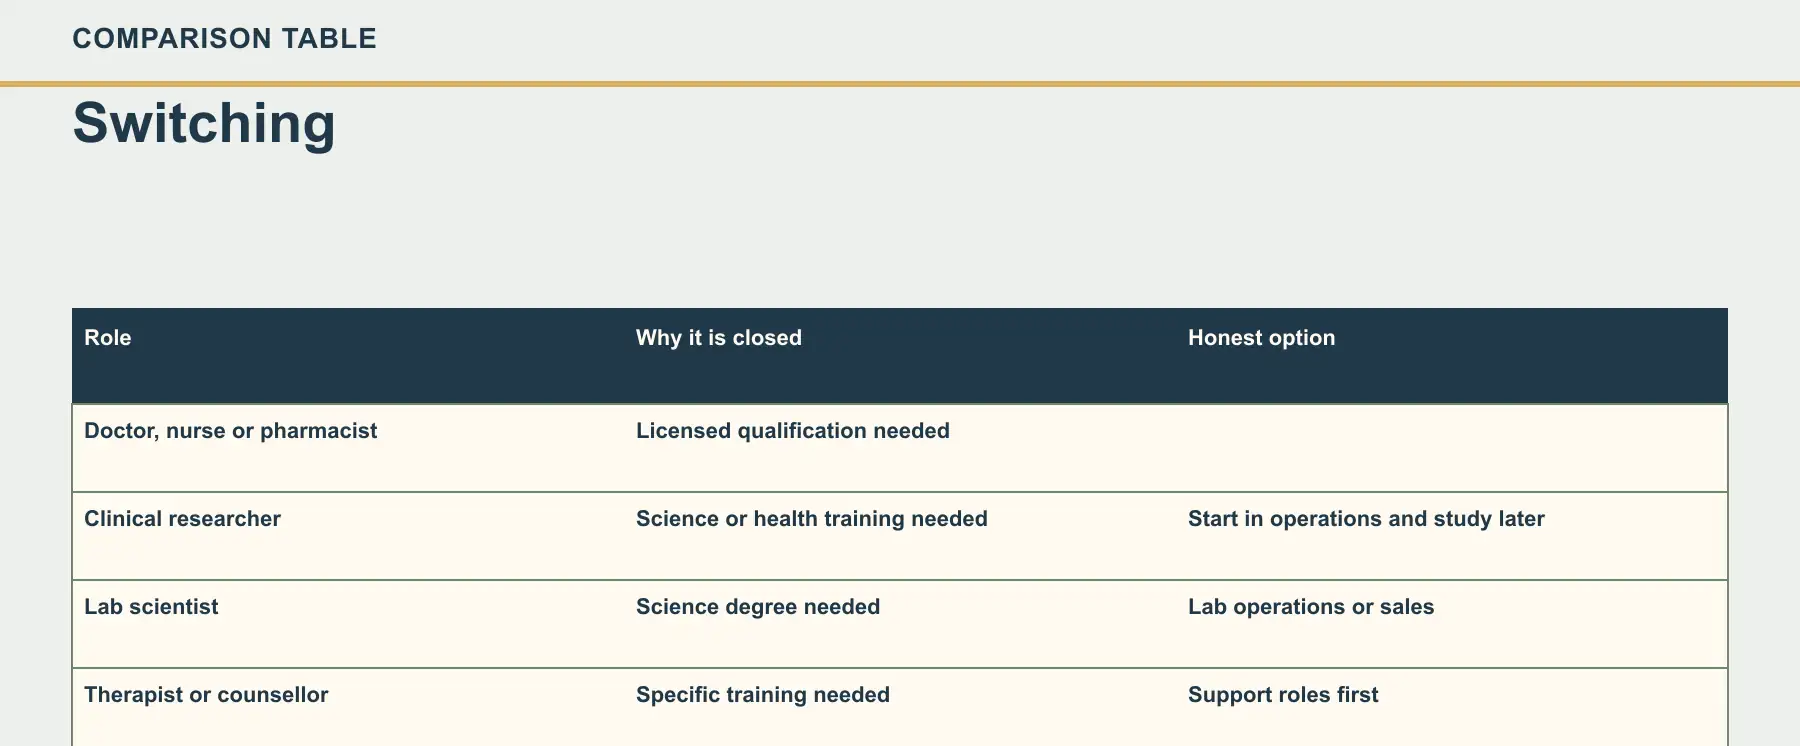 COMPARISON TABLE
Switching
Role Why it is closed Honest option
Doctor, nurse or pharmacist Licensed qualification needed
Clinical researcher Science or health training needed Start in operations and study later
Lab scientist Science degree needed Lab operations or sales
Therapist or counsellor Specific training needed Support roles first